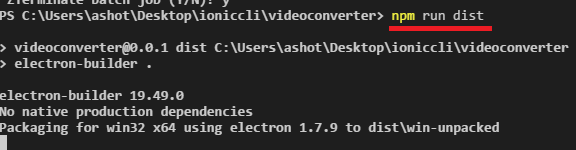 Terminate batch job (Y/N)? y
PS C:\Users\ashot\Desktop\ioniccli\videoconverter> npm run dist
> videoconverter@0.0.1 dist C:\Users\ashot\Desktop\ioniccli\videoconverter
> electron-builder .
electron-builder 19.49.0
No native production dependencies
Packaging for win32 x64 using electron 1.7.9 to dist\win-unpacked